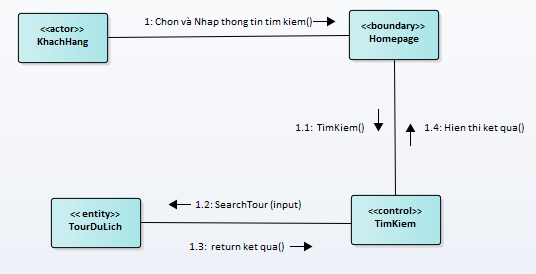 1: Chon và Nhap thong tin tim kiem()
<<actor>>
KhachHang
<<boundary>>
Homepage
1.1: TimKiem()
1.4: Hien thi ket qua()
<< entity>>
TourDuLich
1.2: SearchTour (input)
<<control>>
TimKiem
1.3: return ket qua()